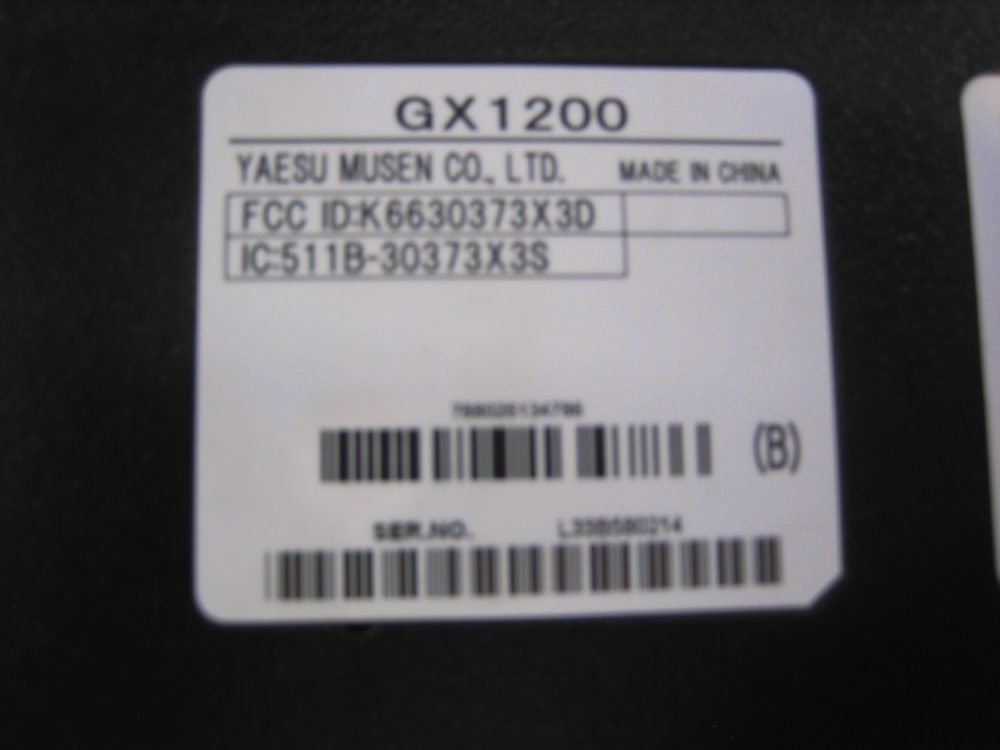 GX1200
YAESU MUSEN CO., LTD. MADE IN CHINA
FCC ID:K6630373X3D
IC:511B-30373X3S
(B)
SER.NO.